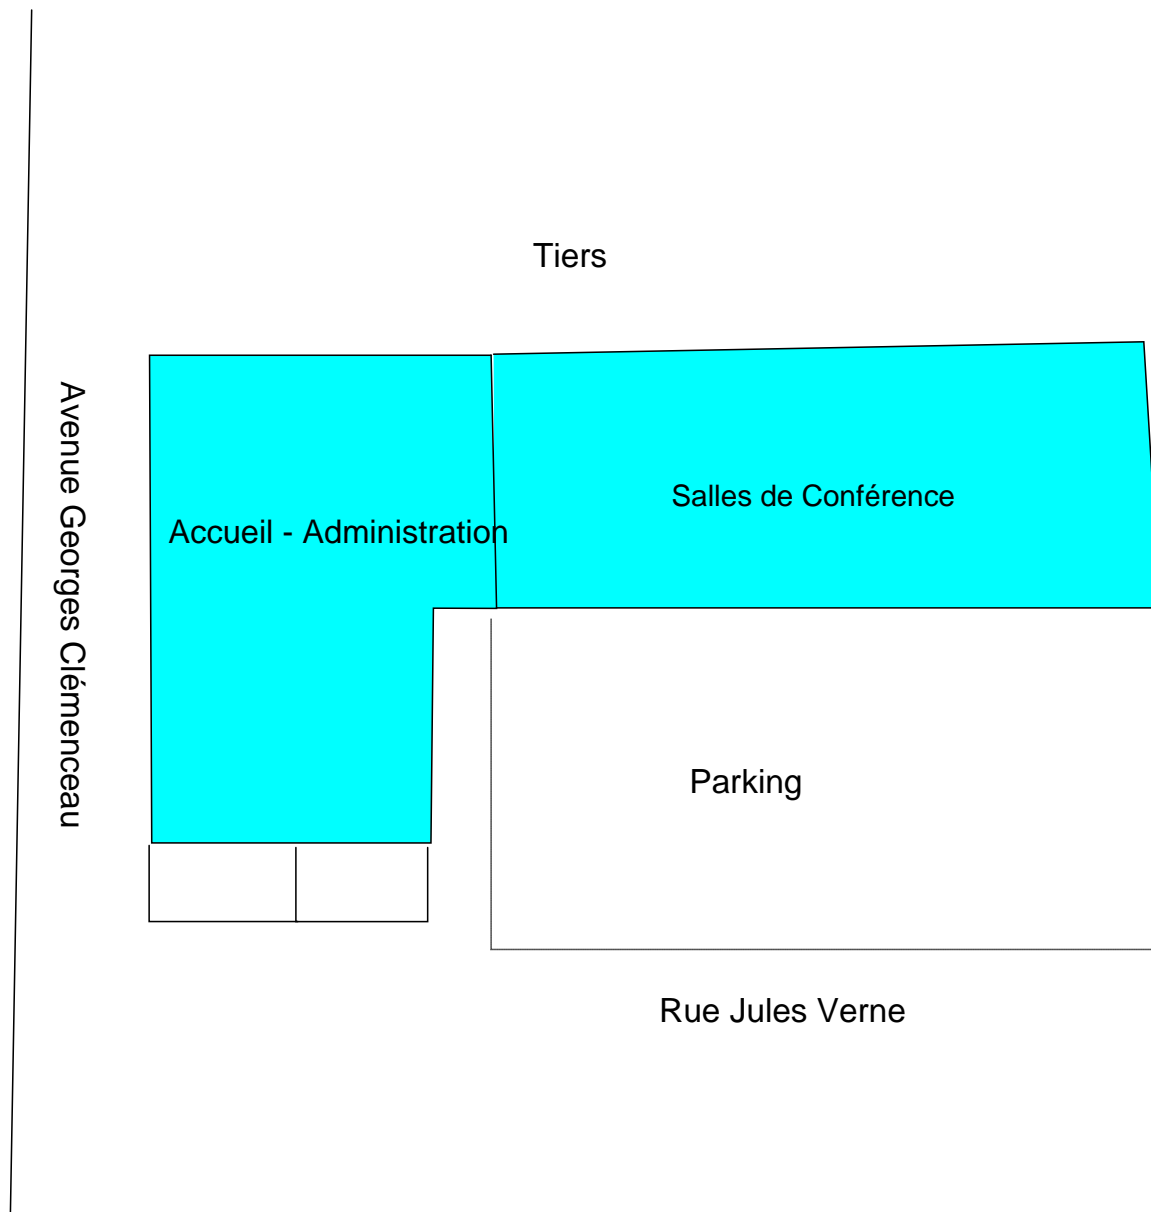 Tiers
Avenue Georges Clémenceau
Salles de Conférence
Accueil - Administration
Parking
Rue Jules Verne